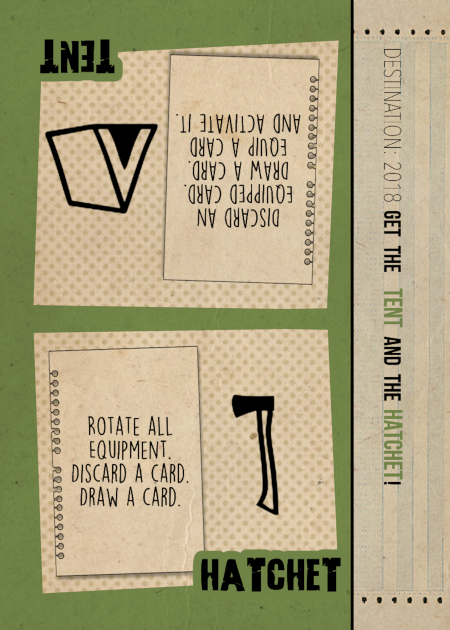 TENT
DISCARD AN
EQUIPPED CARD.
DRAW A CARD.
EQUIP A CARD
AND ACTIVATE IT.
ROTATE ALL
EQUIPMENT.
DISCARD A CARD.
DRAW A CARD.
HATCHET
DESTINATION: 2018 GET THE TENT AND THE HATCHET!